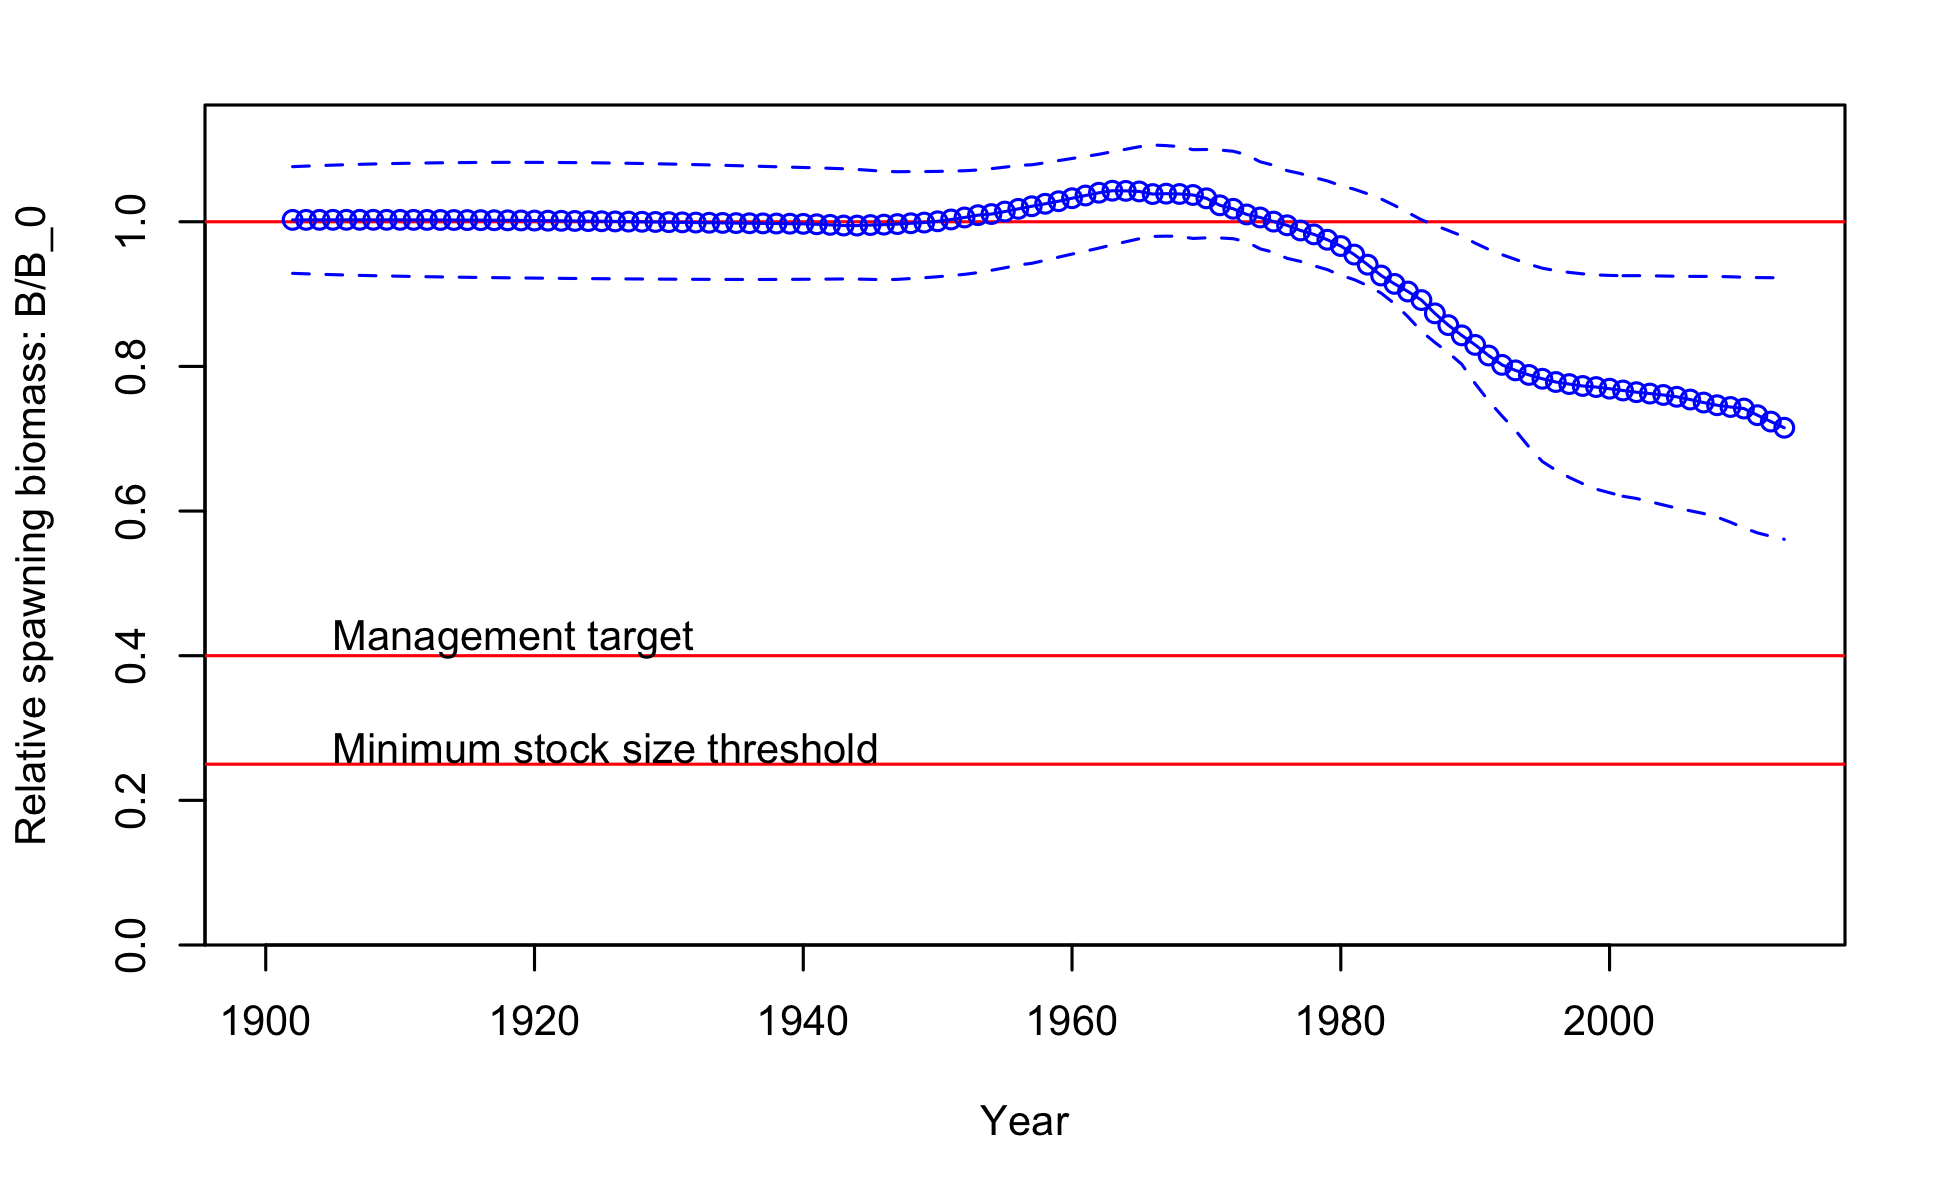 Relative spawning biomass: B/B_0
1.0
0.8
0.6
0.4
0.2
0.0
Management target
Minimum stock size threshold
1900 1920 1940 1960 1980 2000
Year